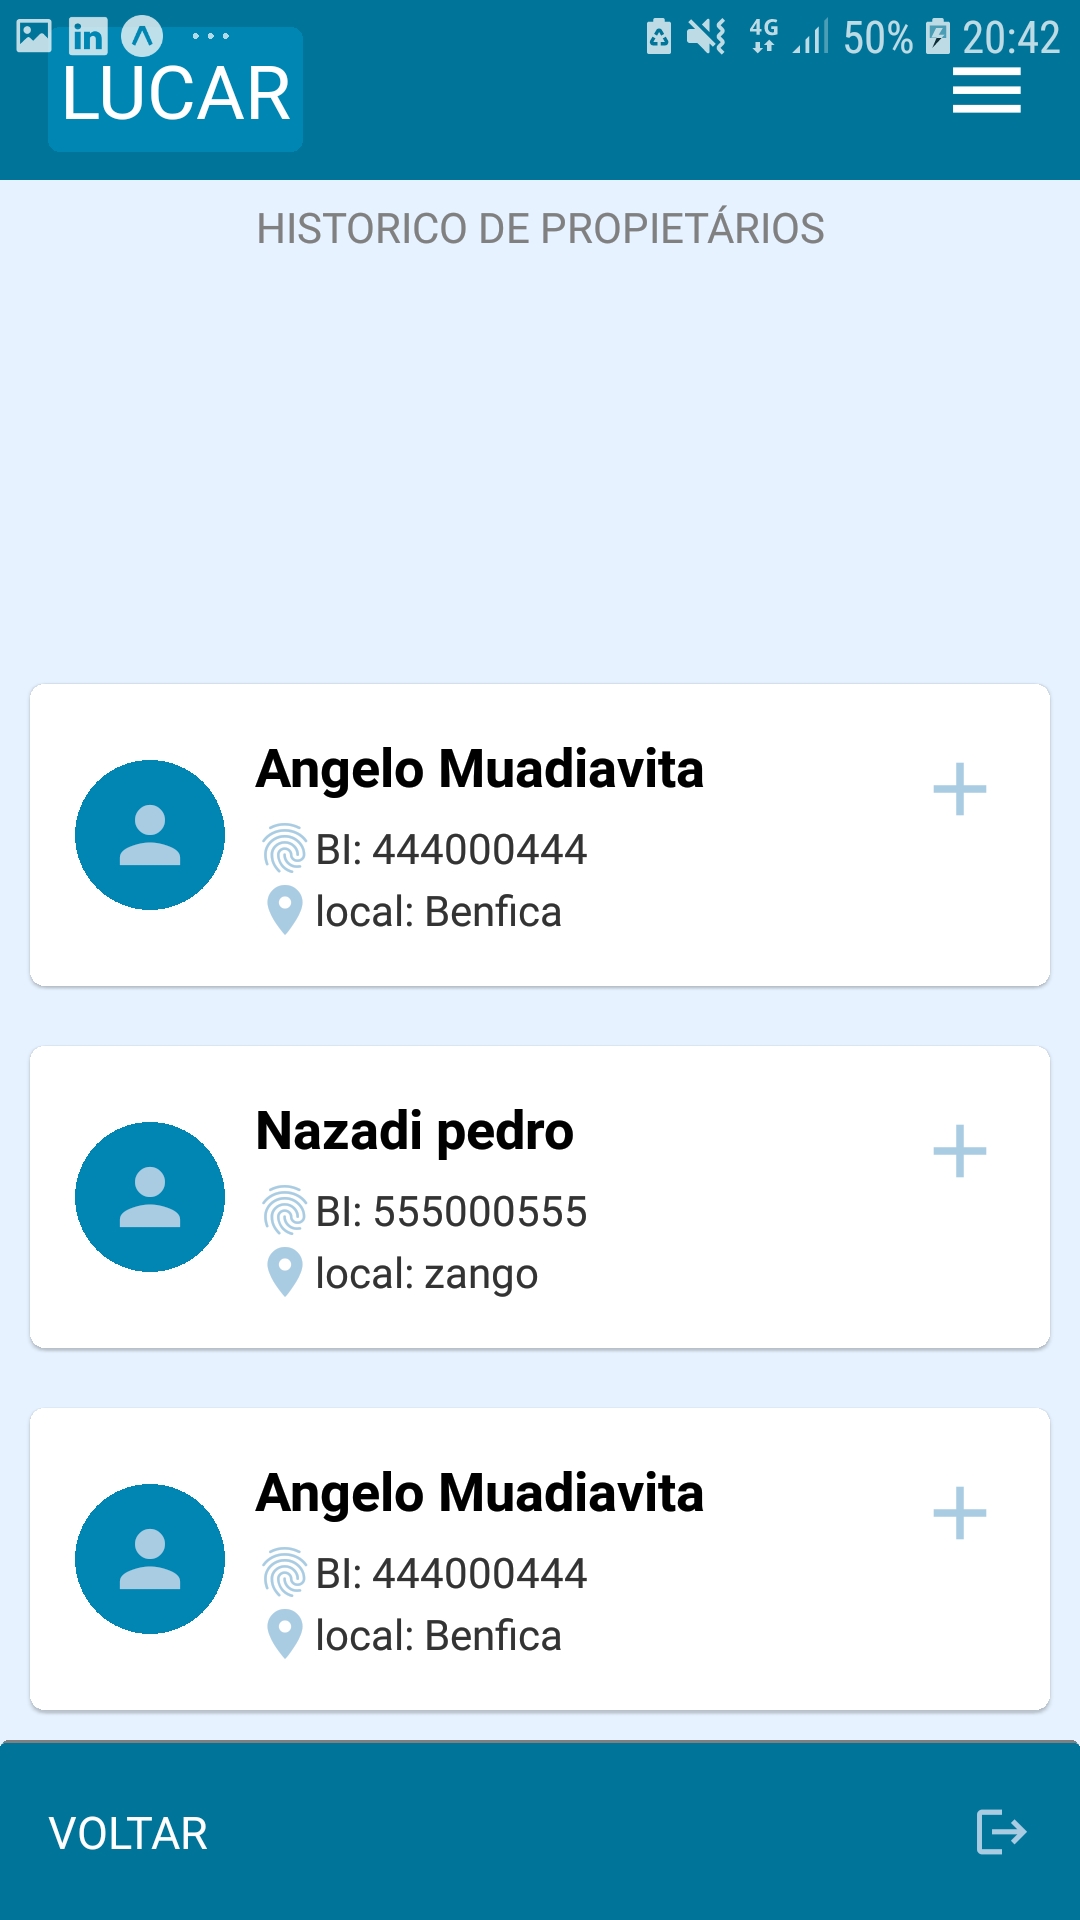 4G 50% 20:42
LUCAR
HISTORICO DE PROPIETÁRIOS
Angelo Muadiavita
BI: 444000444
local: Benfica
Nazadi pedro
BI: 555000555
local: zango
Angelo Muadiavita
BI: 444000444
local: Benfica
VOLTAR